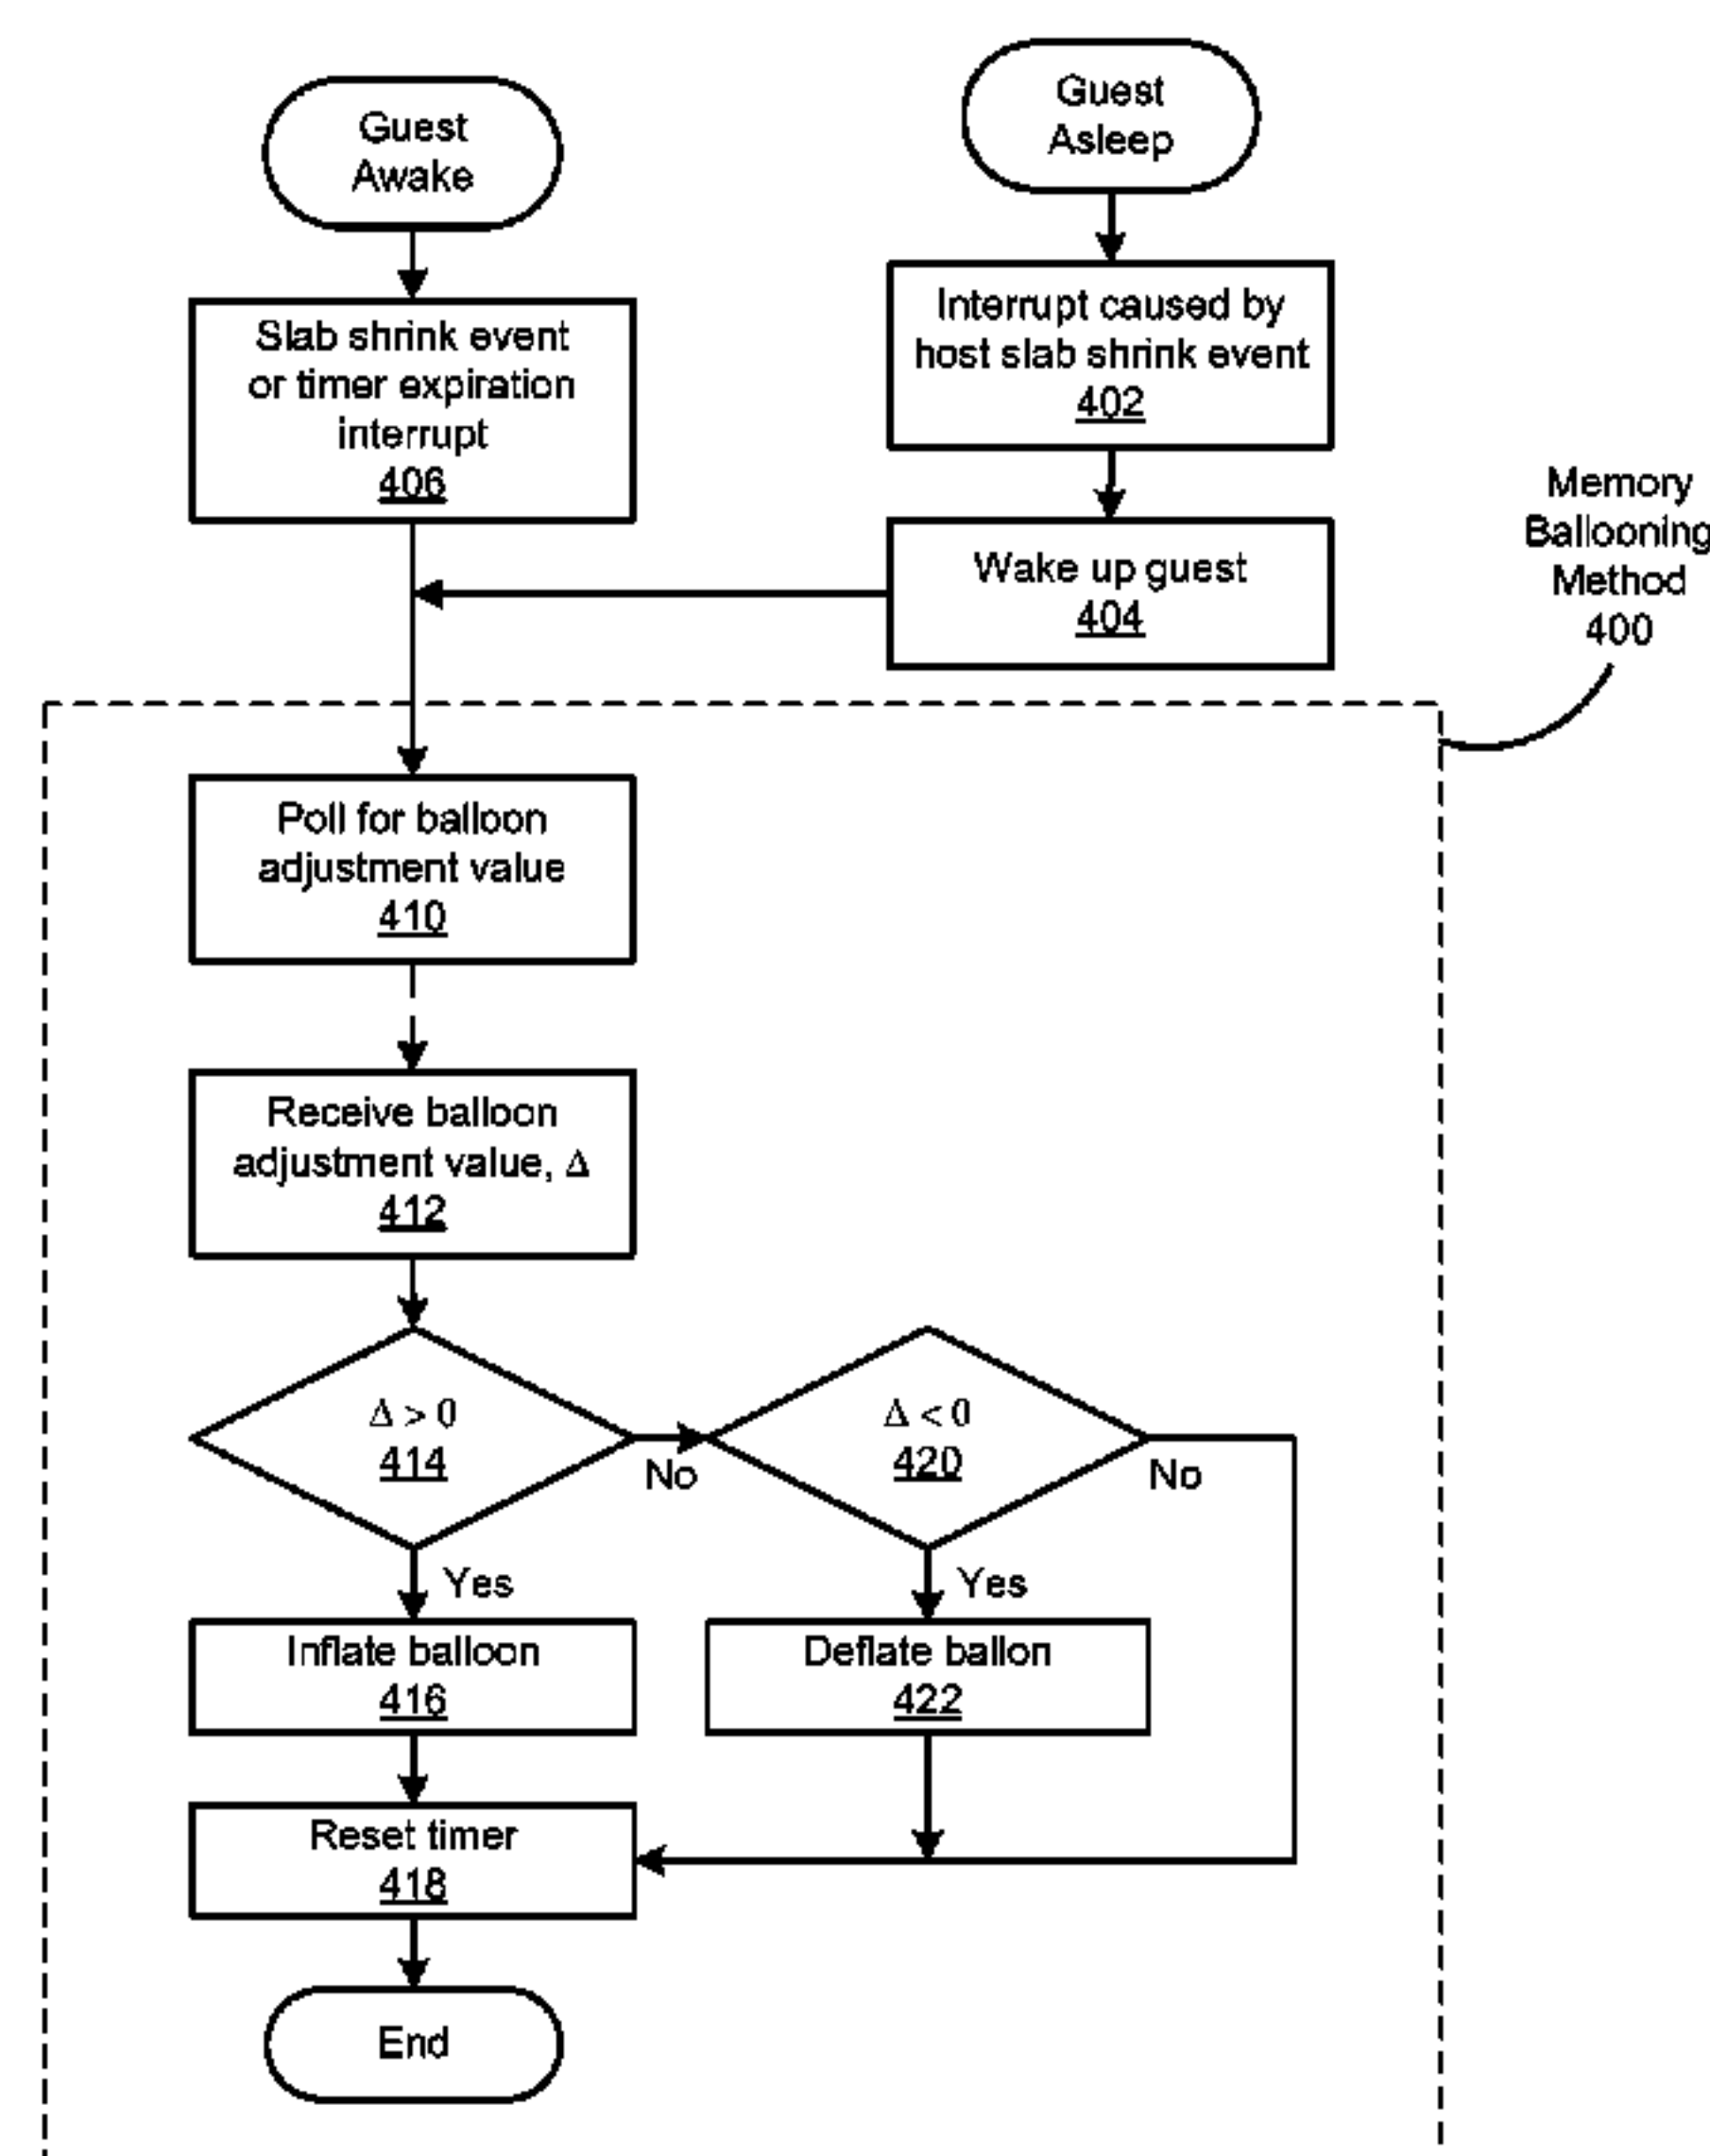 Guest
Awake
Guest
Asleep
Slab shrink event
or timer expiration
interrupt
406
Interrupt caused by
host slab shrink event
402
Wake up guest
404
Memory
Ballooning
Method
400
Poll for balloon
adjustment value
410
Receive balloon
adjustment value, Δ
412
Δ > 0
414
No
Yes
Δ < 0
420
No
Yes
Inflate balloon
416
Deflate ballon
422
Reset timer
418
End